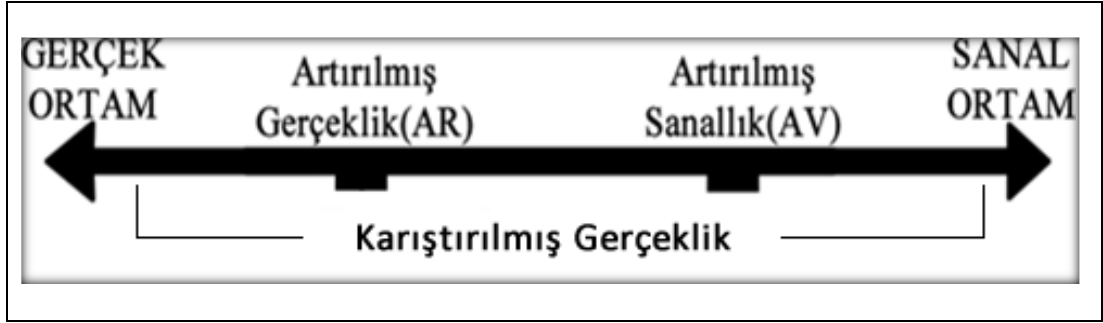 GERÇEK
ORTAM
Artırılmış
Gerçeklik(AR)
Artırılmış
Sanallık(AV)
SANAL
ORTAM
Karıştırılmış Gerçeklik